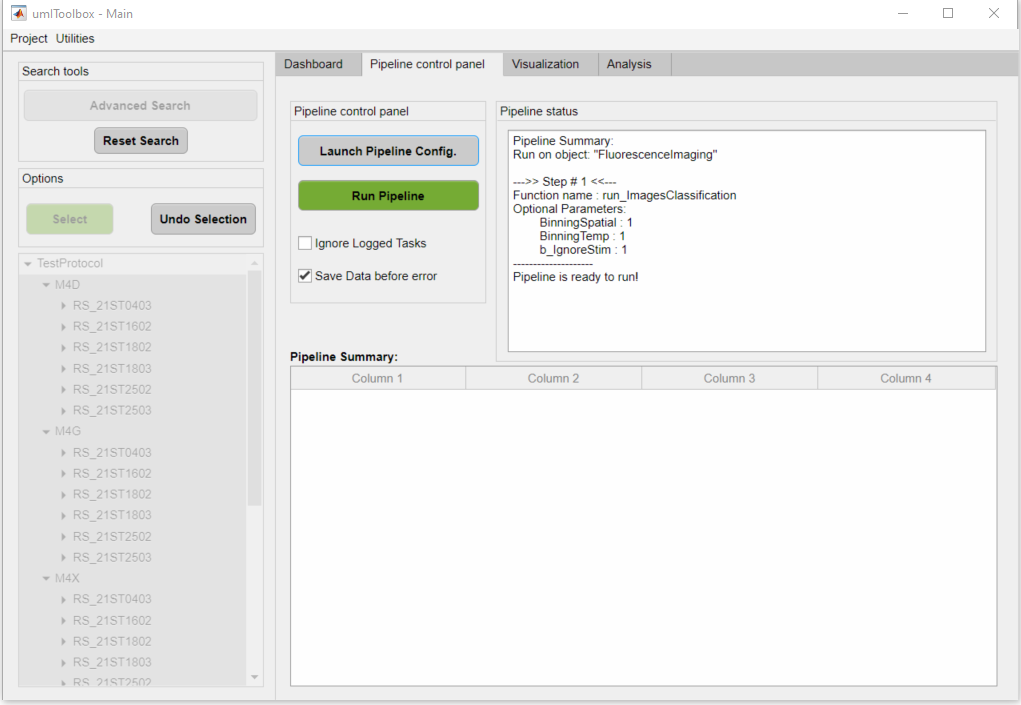 umIToolbox - Main
Project Utilities
Search tools
Advanced Search
Reset Search
Options
Select
Undo Selection
TestProtocol
M4D
RS_21ST0403
RS_21ST1602
RS_21ST1802
RS_21ST1803
RS_21ST2502
RS_21ST2503
M4G
RS_21ST0403
RS_21ST1602
RS_21ST1802
RS_21ST1803
RS_21ST2502
RS_21ST2503
M4X
RS_21ST0403
RS_21ST1602
RS_21ST1802
RS_21ST1803
RS_21ST2502
Dashboard Pipeline control panel Visualization Analysis
Pipeline control panel
Launch Pipeline Config.
Run Pipeline
Ignore Logged Tasks
Save Data before error
Pipeline status
Pipeline Summary:
Run on object: "FluorescenceImaging"
--->> Step # 1 <<---
Function name : run_ImagesClassification
Optional Parameters:
BinningSpatial : 1
BinningTemp : 1
b_IgnoreStim : 1
--------------------
Pipeline is ready to run!
Pipeline Summary:
Column 1 Column 2 Column 3 Column 4